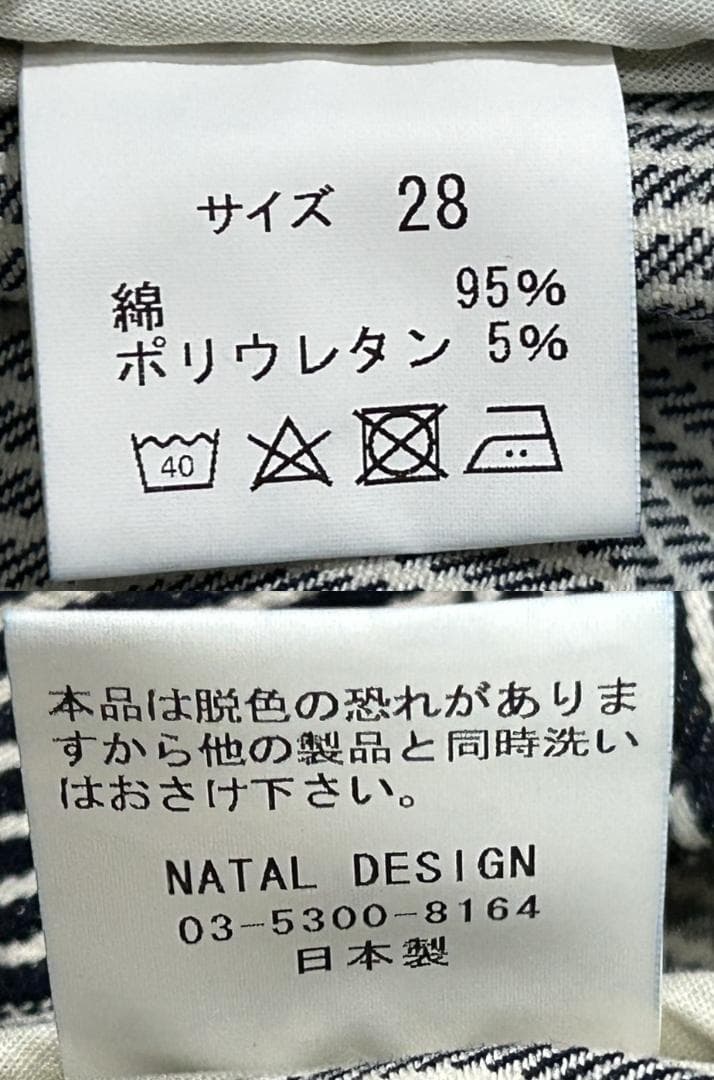 サイズ 28
綿 95%
ポリウレタン 5%
40
本品は脱色の恐れがありま
すから他の製品と同時洗い
はおさけ下さい。
NATAL DESIGN
03-5300-8164
日本製